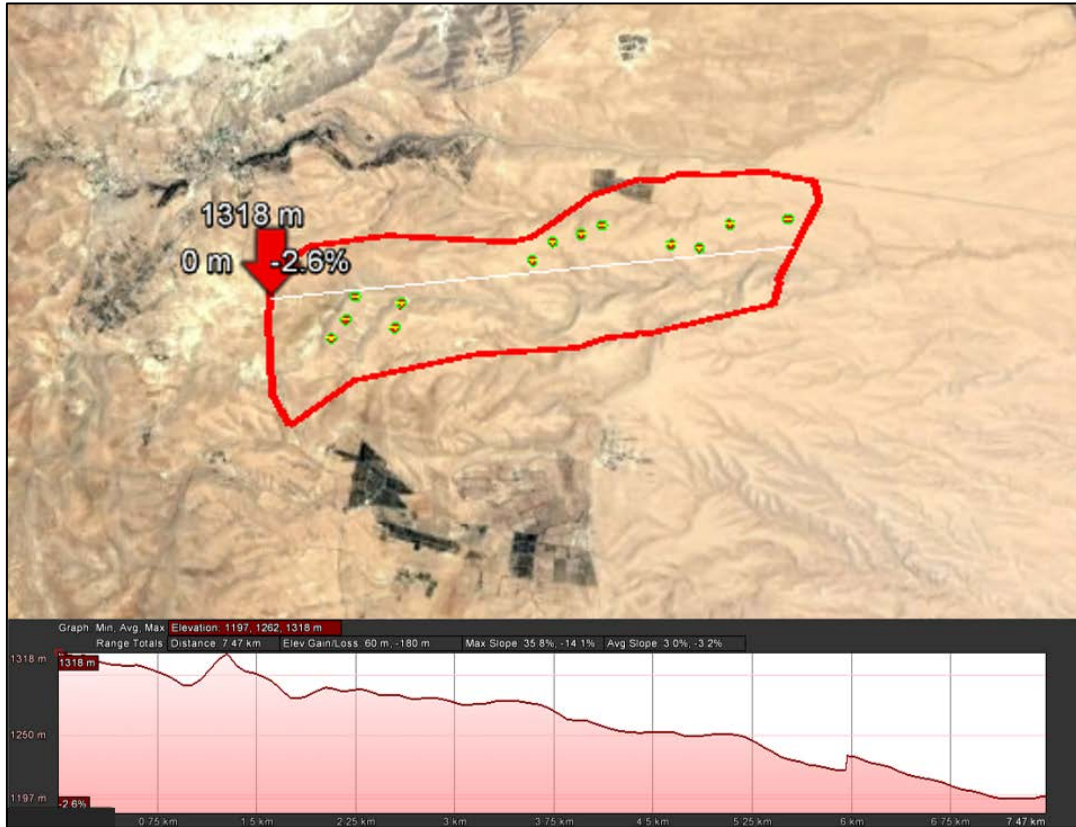 1318 m
0 m -2.6%
Graph: Min, Avg, Max Elevation: 1197, 1262, 1318 m
Range Totals: Distance: 7.47 km Elev Gain/Loss: 60 m, -180 m Max Slope: 35.8%, -14.1% Avg Slope: 3.0%, -3.2%
1318 m
1318 m
1250 m
1197 m
-2.6%
0.75 km 1.5 km 2.25 km 3 km 3.75 km 4.5 km 5.25 km 6 km 6.75 km 7.47 km